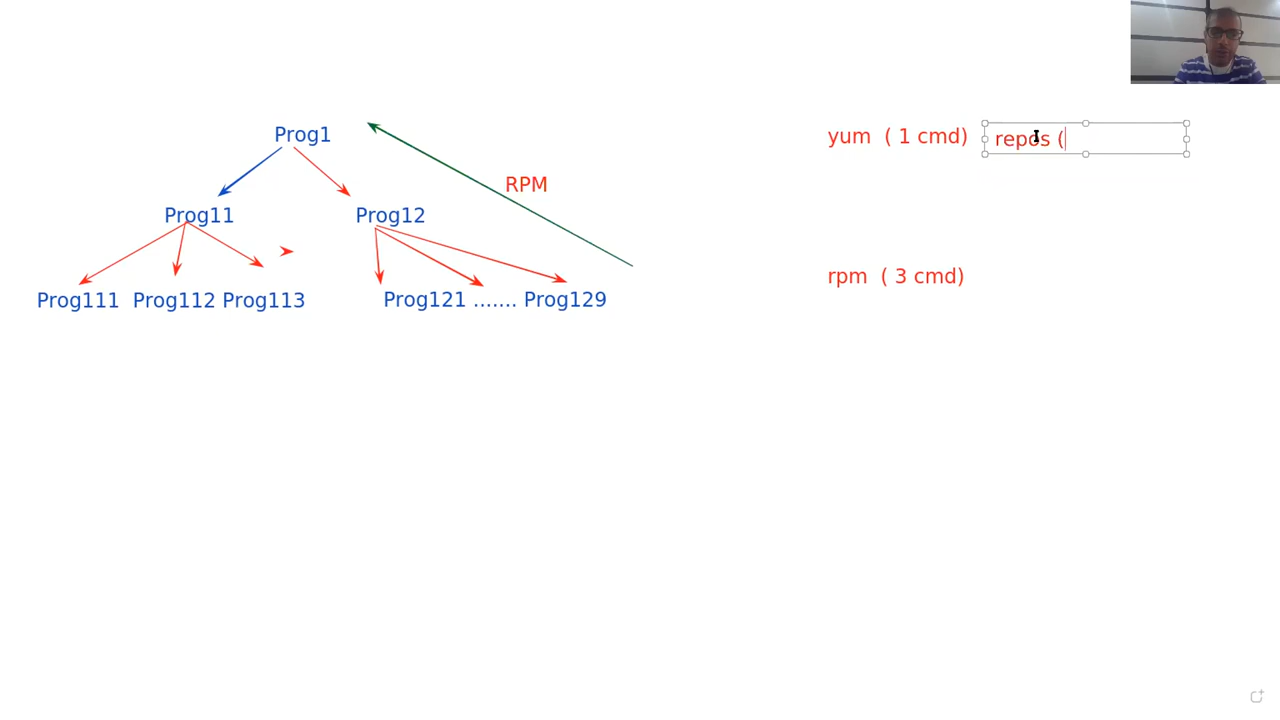 Prog1
yum ( 1 cmd)
repos (
RPM
Prog11
Prog12
rpm ( 3 cmd)
Prog111 Prog112 Prog113
Prog121 ....... Prog129